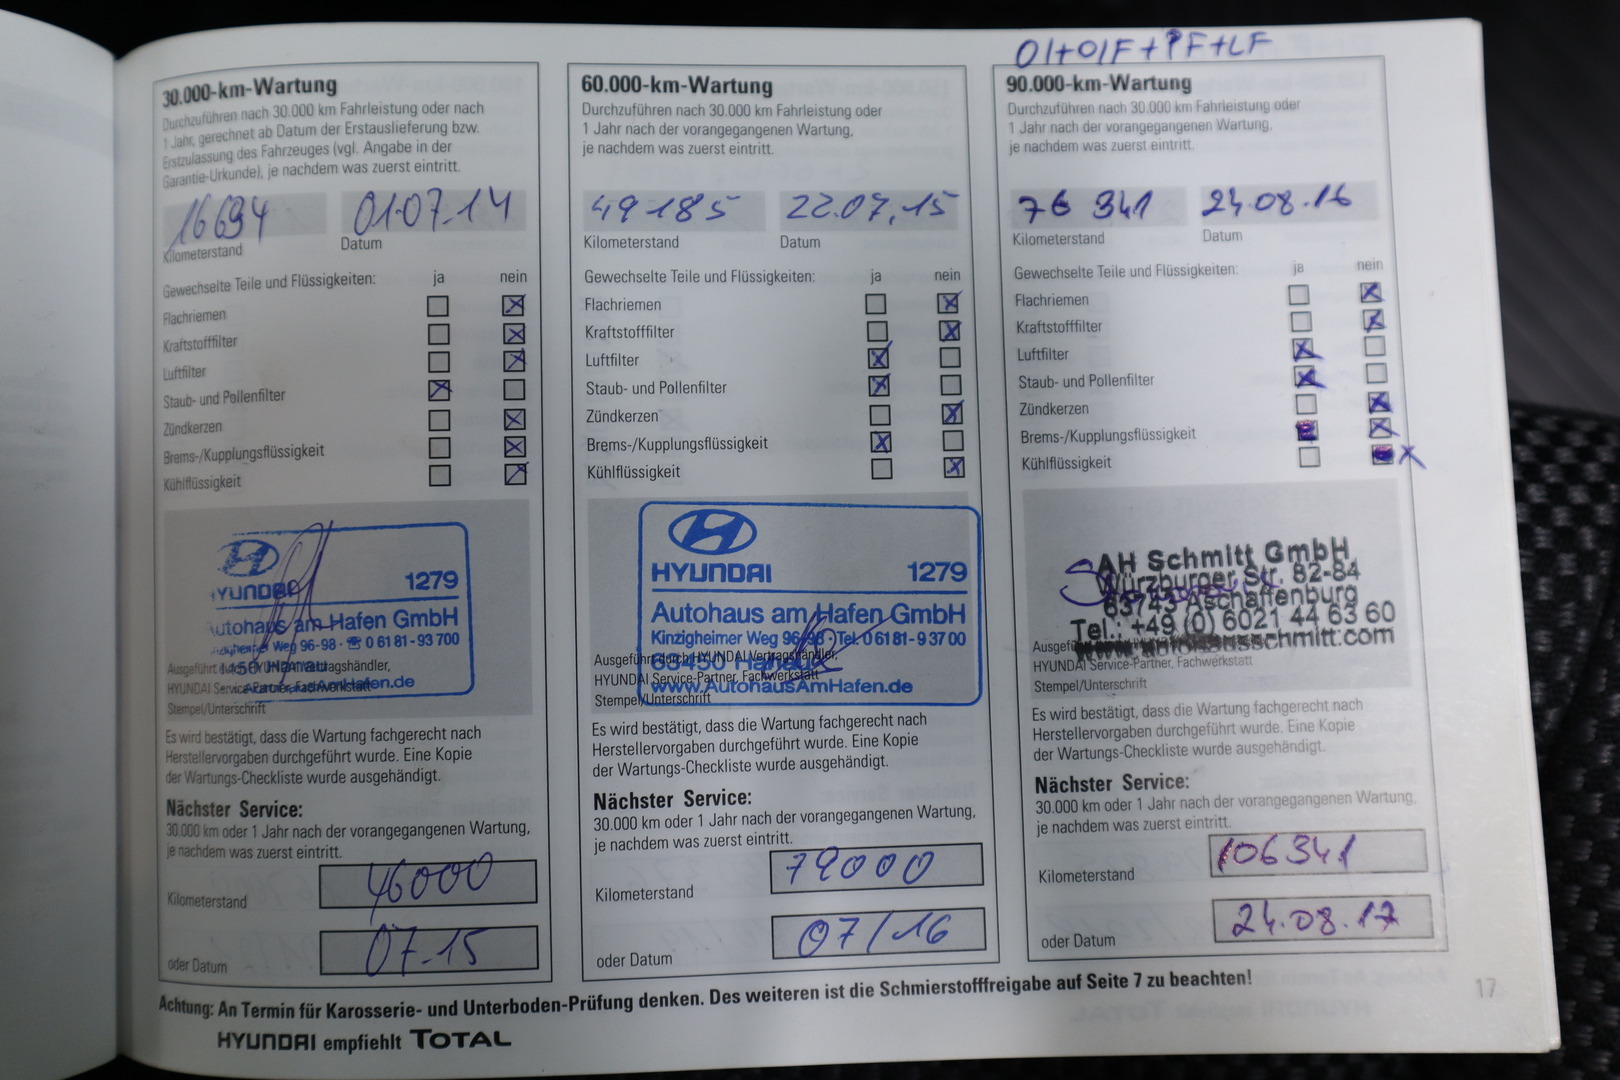 Öl+ÖlF+PF+LF
30.000-km-Wartung
Durchzuführen nach 30.000 km Fahrleistung oder nach
1 Jahr, gerechnet ab Datum der Erstauslieferung bzw.
Erstzulassung des Fahrzeuges (vgl. Angabe in der
Garantie-Urkunde), je nachdem was zuerst eintritt.
16694 01.07.14
Kilometerstand Datum
Gewechselte Teile und Flüssigkeiten: ja nein
Flachriemen
Kraftstofffilter
Luftfilter
Staub- und Pollenfilter
Zündkerzen
Brems-/Kupplungsflüssigkeit
Kühlflüssigkeit
HYUNDAI 1279
Autohaus am Hafen GmbH
Weg 96-98 · ☎ 0 61 81 - 93 700
Hanau
Ausgeführt durch HYUNDAI Vertragshändler,
HYUNDAI Service-Partner, Fachwerkstatt
Stempel/Unterschrift
Es wird bestätigt, dass die Wartung fachgerecht nach
Herstellervorgaben durchgeführt wurde. Eine Kopie
der Wartungs-Checkliste wurde ausgehändigt.
Nächster Service:
30.000 km oder 1 Jahr nach der vorangegangenen Wartung,
je nachdem was zuerst eintritt.
Kilometerstand 46000
oder Datum 07.15
60.000-km-Wartung
Durchzuführen nach 30.000 km Fahrleistung oder
1 Jahr nach der vorangegangenen Wartung,
je nachdem was zuerst eintritt.
49185 22.07.15
Kilometerstand Datum
Gewechselte Teile und Flüssigkeiten: ja nein
Flachriemen
Kraftstofffilter
Luftfilter
Staub- und Pollenfilter
Zündkerzen
Brems-/Kupplungsflüssigkeit
Kühlflüssigkeit
HYUNDAI 1279
Autohaus am Hafen GmbH
Kinzigheimer Weg 96-98 · Tel. 0 61 81 - 9 37 00
63450 Hanau
www.AutohausAmHafen.de
Ausgeführt durch HYUNDAI Vertragshändler,
HYUNDAI Service-Partner, Fachwerkstatt
Stempel/Unterschrift
Es wird bestätigt, dass die Wartung fachgerecht nach
Herstellervorgaben durchgeführt wurde. Eine Kopie
der Wartungs-Checkliste wurde ausgehändigt.
Nächster Service:
30.000 km oder 1 Jahr nach der vorangegangenen Wartung,
je nachdem was zuerst eintritt.
Kilometerstand 79000
oder Datum 07/16
90.000-km-Wartung
Durchzuführen nach 30.000 km Fahrleistung oder
1 Jahr nach der vorangegangenen Wartung,
je nachdem was zuerst eintritt.
76 341 24.08.16
Kilometerstand Datum
Gewechselte Teile und Flüssigkeiten: ja nein
Flachriemen
Kraftstofffilter
Luftfilter
Staub- und Pollenfilter
Zündkerzen
Brems-/Kupplungsflüssigkeit
Kühlflüssigkeit
AH Schmitt GmbH
Würzburger Str. 82-84
63743 Aschaffenburg
Tel.: +49 (0) 6021 44 63 60
HYUNDAI Service-Partner, Fachwerkstatt
Stempel/Unterschrift
Es wird bestätigt, dass die Wartung fachgerecht nach
Herstellervorgaben durchgeführt wurde. Eine Kopie
der Wartungs-Checkliste wurde ausgehändigt.
Nächster Service:
30.000 km oder 1 Jahr nach der vorangegangenen Wartung,
je nachdem was zuerst eintritt.
Kilometerstand 106341
oder Datum 24.08.17
Achtung: An Termin für Karosserie- und Unterboden-Prüfung denken. Des weiteren ist die Schmierstofffreigabe auf Seite 7 zu beachten!
HYUNDAI empfiehlt TOTAL
17